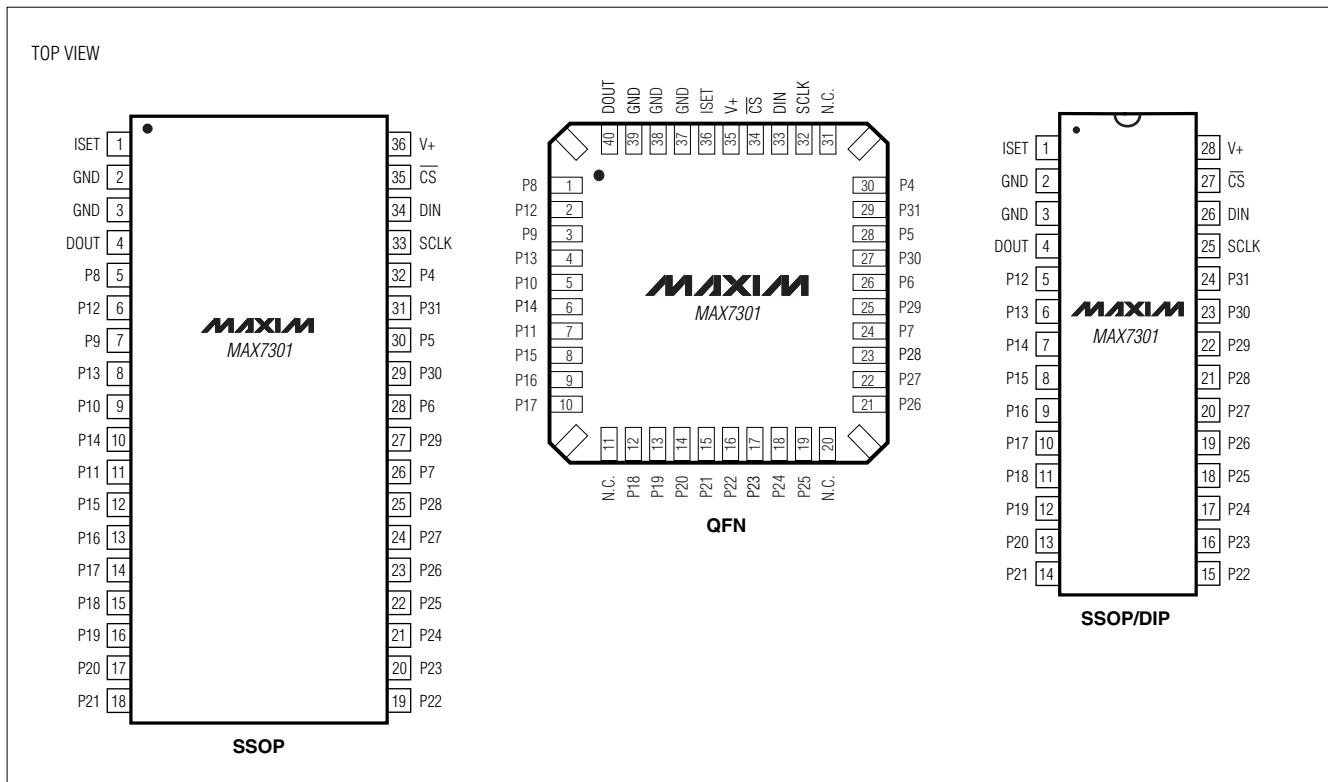 TOP VIEW
ISET 1
GND 2
GND 3
DOUT 4
P8 5
P12 6
P9 7
P13 8
P10 9
P14 10
P11 11
P15 12
P16 13
P17 14
P18 15
P19 16
P20 17
P21 18
MAXIM
MAX7301
36 V+
35 CS
34 DIN
33 SCLK
32 P4
31 P31
30 P5
29 P30
28 P6
27 P29
26 P7
25 P28
24 P27
23 P26
22 P25
21 P24
20 P23
19 P22
SSOP
DOUT GND GND GND ISET V+ CS DIN SCLK N.C.
40 39 38 37 36 35 34 33 32 31
P8 1
P12 2
P9 3
P13 4
P10 5
P14 6
P11 7
P15 8
P16 9
P17 10
MAXIM
MAX7301
30 P4
29 P31
28 P5
27 P30
26 P6
25 P29
24 P7
23 P28
22 P27
21 P26
11 12 13 14 15 16 17 18 19 20
N.C. P18 P19 P20 P21 P22 P23 P24 P25 N.C.
QFN
ISET 1
GND 2
GND 3
DOUT 4
P12 5
P13 6
P14 7
P15 8
P16 9
P17 10
P18 11
P19 12
P20 13
P21 14
MAXIM
MAX7301
28 V+
27 CS
26 DIN
25 SCLK
24 P31
23 P30
22 P29
21 P28
20 P27
19 P26
18 P25
17 P24
16 P23
15 P22
SSOP/DIP